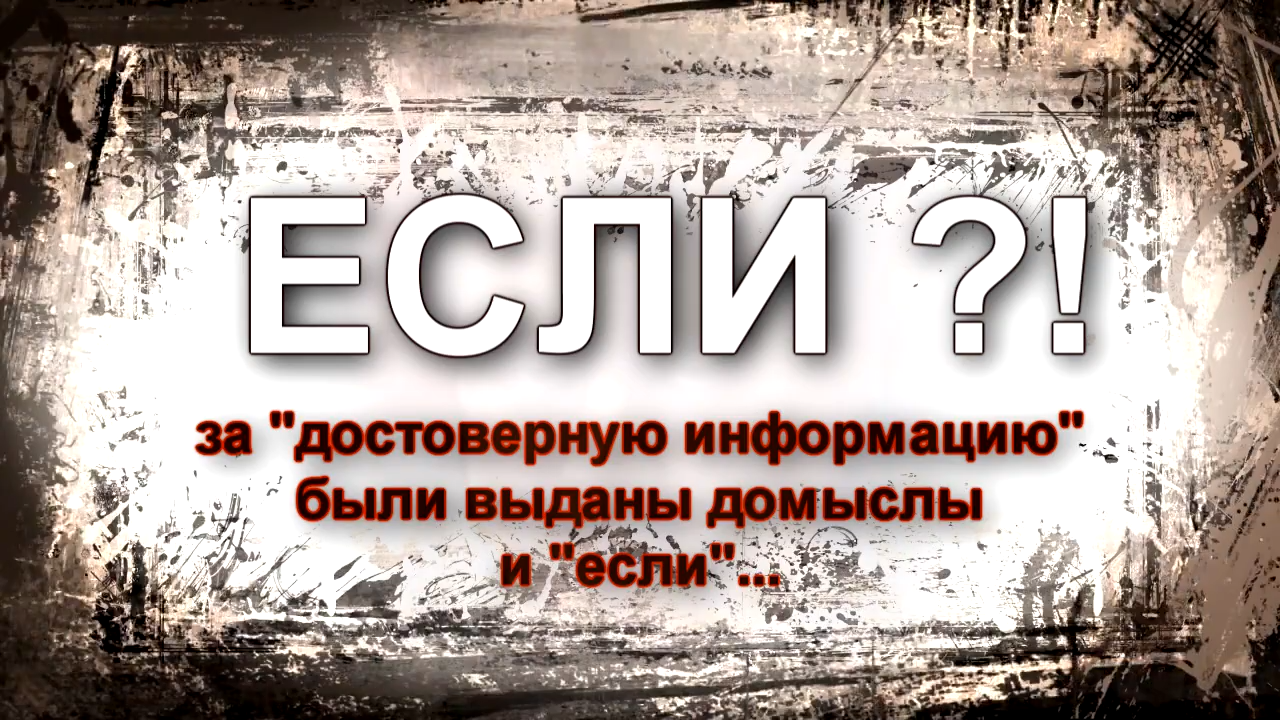 ЕСЛИ ?!
за "достоверную информацию"
были выданы домыслы
и "если"...